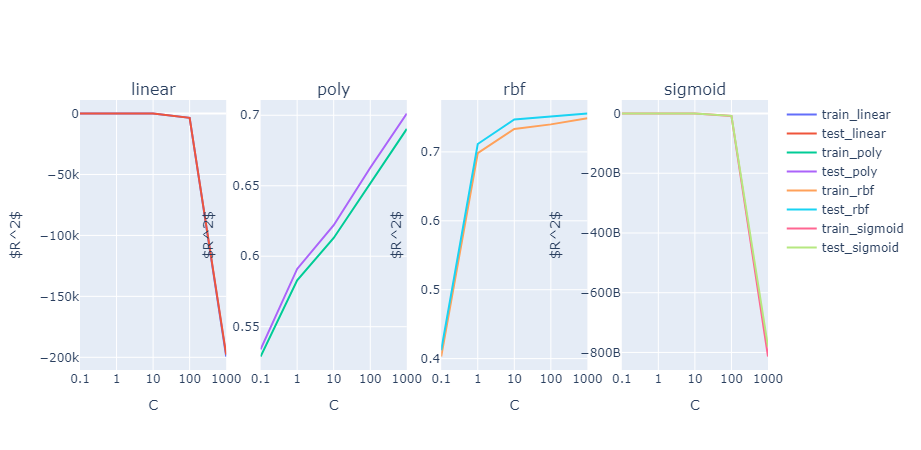 linear
poly
rbf
sigmoid
0
−50k
−100k
−150k
−200k
0.1
1
10
100
1000
C
$R^2$
0.7
0.65
0.6
0.55
0.1
1
10
100
1000
C
$R^2$
0.7
0.6
0.5
0.4
0.1
1
10
100
1000
C
$R^2$
0
−200B
−400B
−600B
−800B
0.1
1
10
100
1000
C
$R^2$
train_linear
test_linear
train_poly
test_poly
train_rbf
test_rbf
train_sigmoid
test_sigmoid